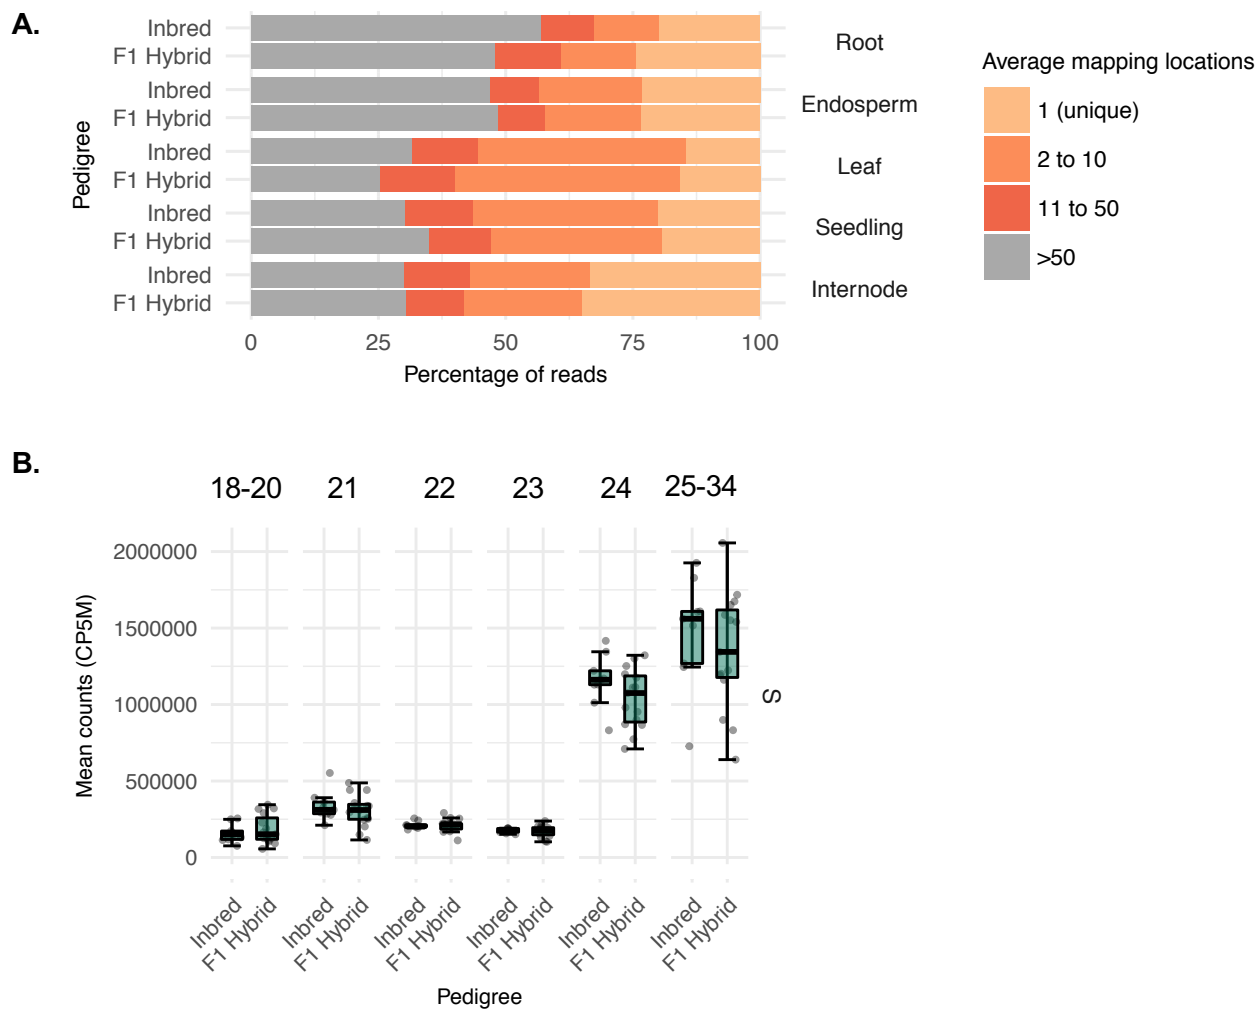 A.
Inbred
F1 Hybrid
Root
Inbred
F1 Hybrid
Endosperm
Inbred
F1 Hybrid
Leaf
Inbred
F1 Hybrid
Seedling
Inbred
F1 Hybrid
Internode
Pedigree
0 25 50 75 100
Percentage of reads
Average mapping locations
1 (unique)
2 to 10
11 to 50
>50
B.
18-20 21 22 23 24 25-34
2000000
1500000
1000000
500000
0
Mean counts (CP5M)
S
Inbred F1 Hybrid Inbred F1 Hybrid Inbred F1 Hybrid Inbred F1 Hybrid Inbred F1 Hybrid Inbred F1 Hybrid
Pedigree